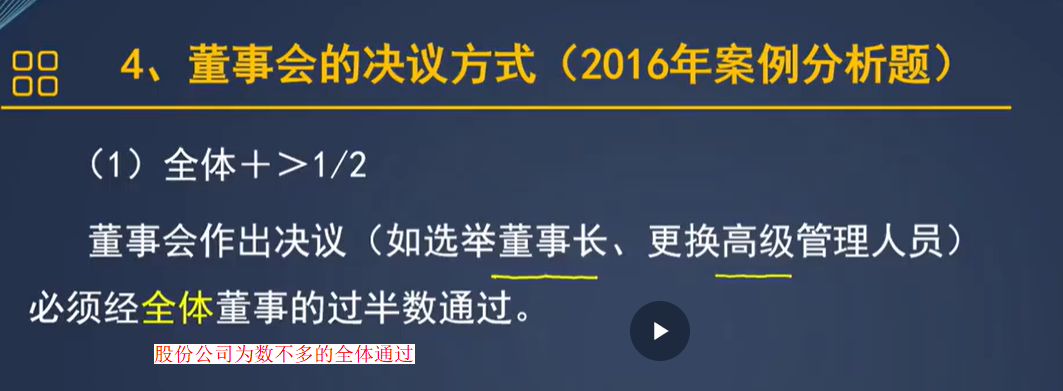 4、董事会的决议方式（2016年案例分析题）
（1）全体＋＞1/2
董事会作出决议（如选举董事长、更换高级管理人员）
必须经全体董事的过半数通过。
股份公司为数不多的全体通过